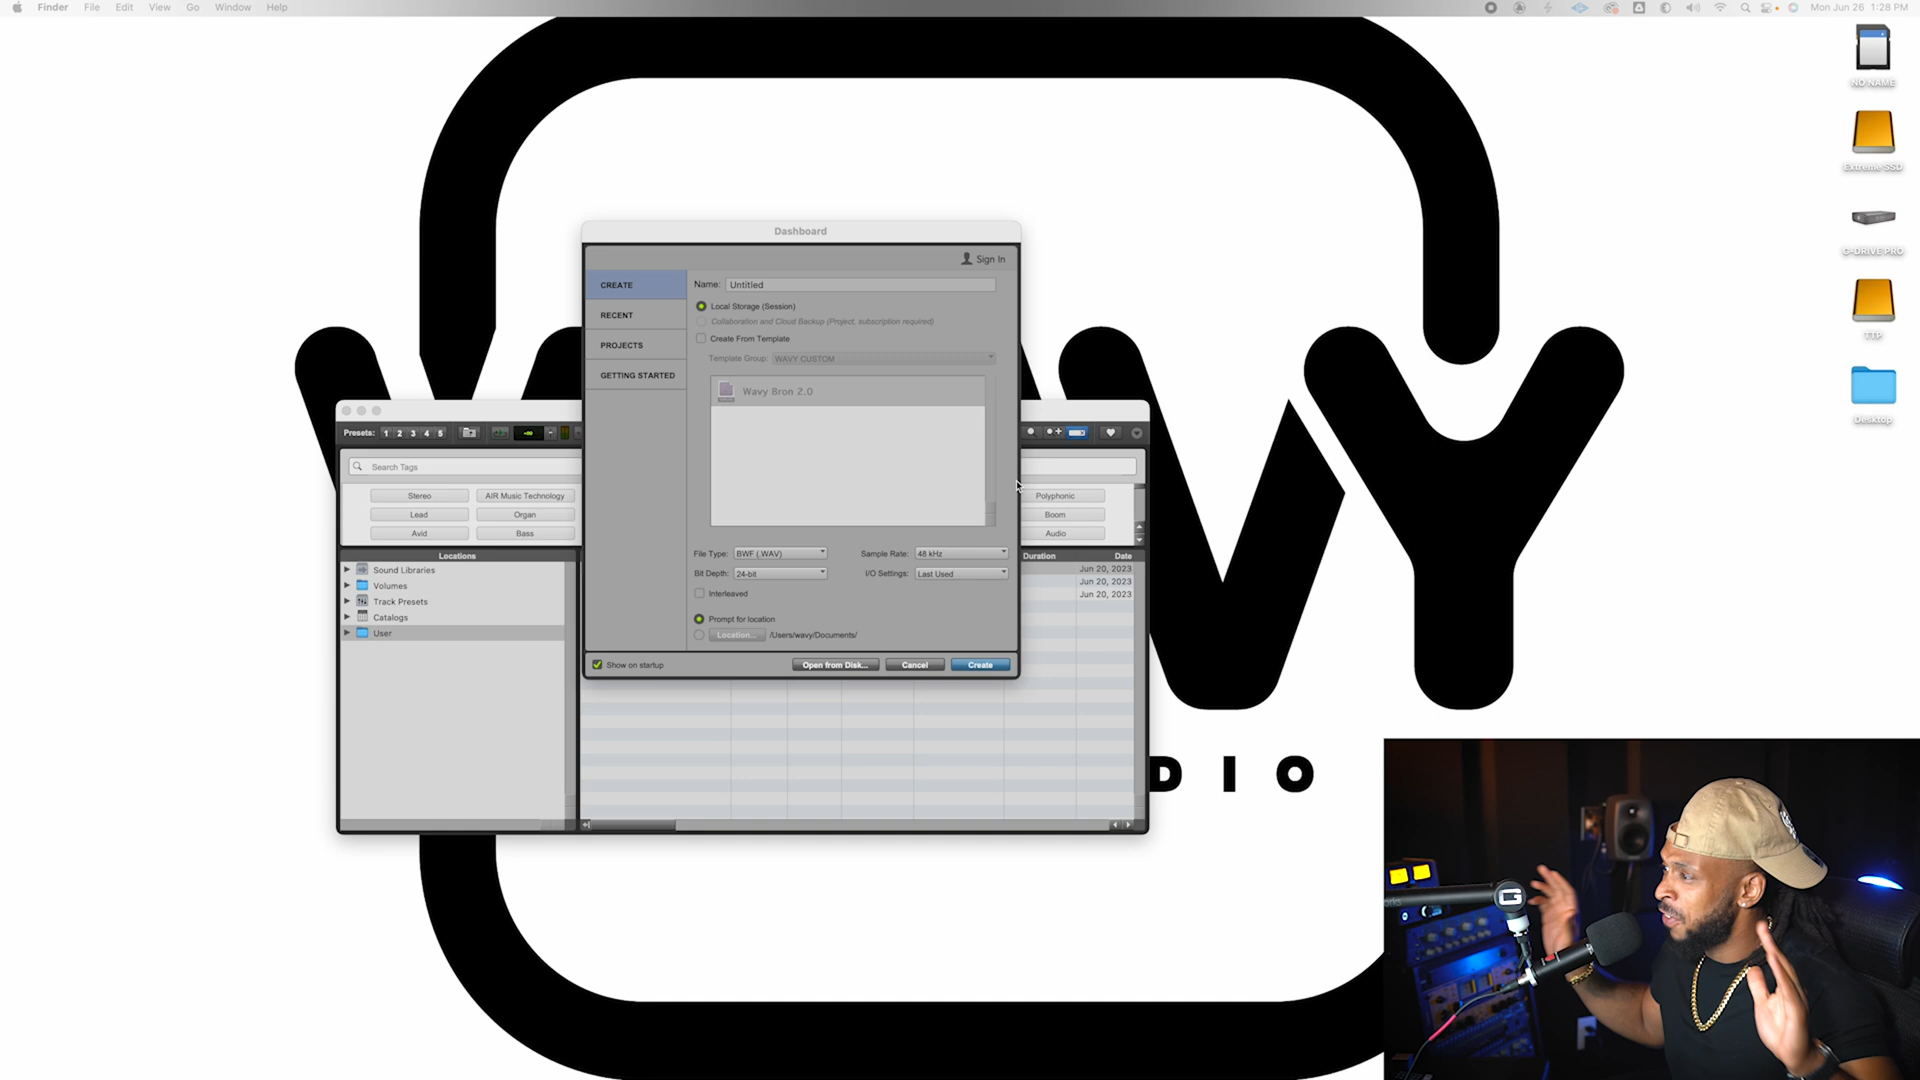 Finder File Edit View Go Window Help
Mon Jun 26 1:28 PM
NO NAME
Extreme SSD
G-DRIVE PRO
TTP
Desktop
WAVY
DIO
Dashboard
Sign In
CREATE
RECENT
PROJECTS
GETTING STARTED
Name: Untitled
Local Storage (Session)
Collaboration and Cloud Backup (Project, subscription required)
Create From Template
Template Group: WAVY CUSTOM
Wavy Bron 2.0
File Type: BWF (.WAV) Sample Rate: 48 kHz
Bit Depth: 24-bit I/O Settings: Last Used
Interleaved
Prompt for location
Location... /Users/wavy/Documents/
Show on startup Open from Disk... Cancel Create
Presets: 1 2 3 4 5
Search Tags
Stereo AIR Music Technology Polyphonic
Lead Organ Boom
Avid Bass Audio
Locations Duration Date
Sound Libraries
Volumes
Track Presets
Catalogs
User
Jun 20, 2023
Jun 20, 2023
Jun 20, 2023
G